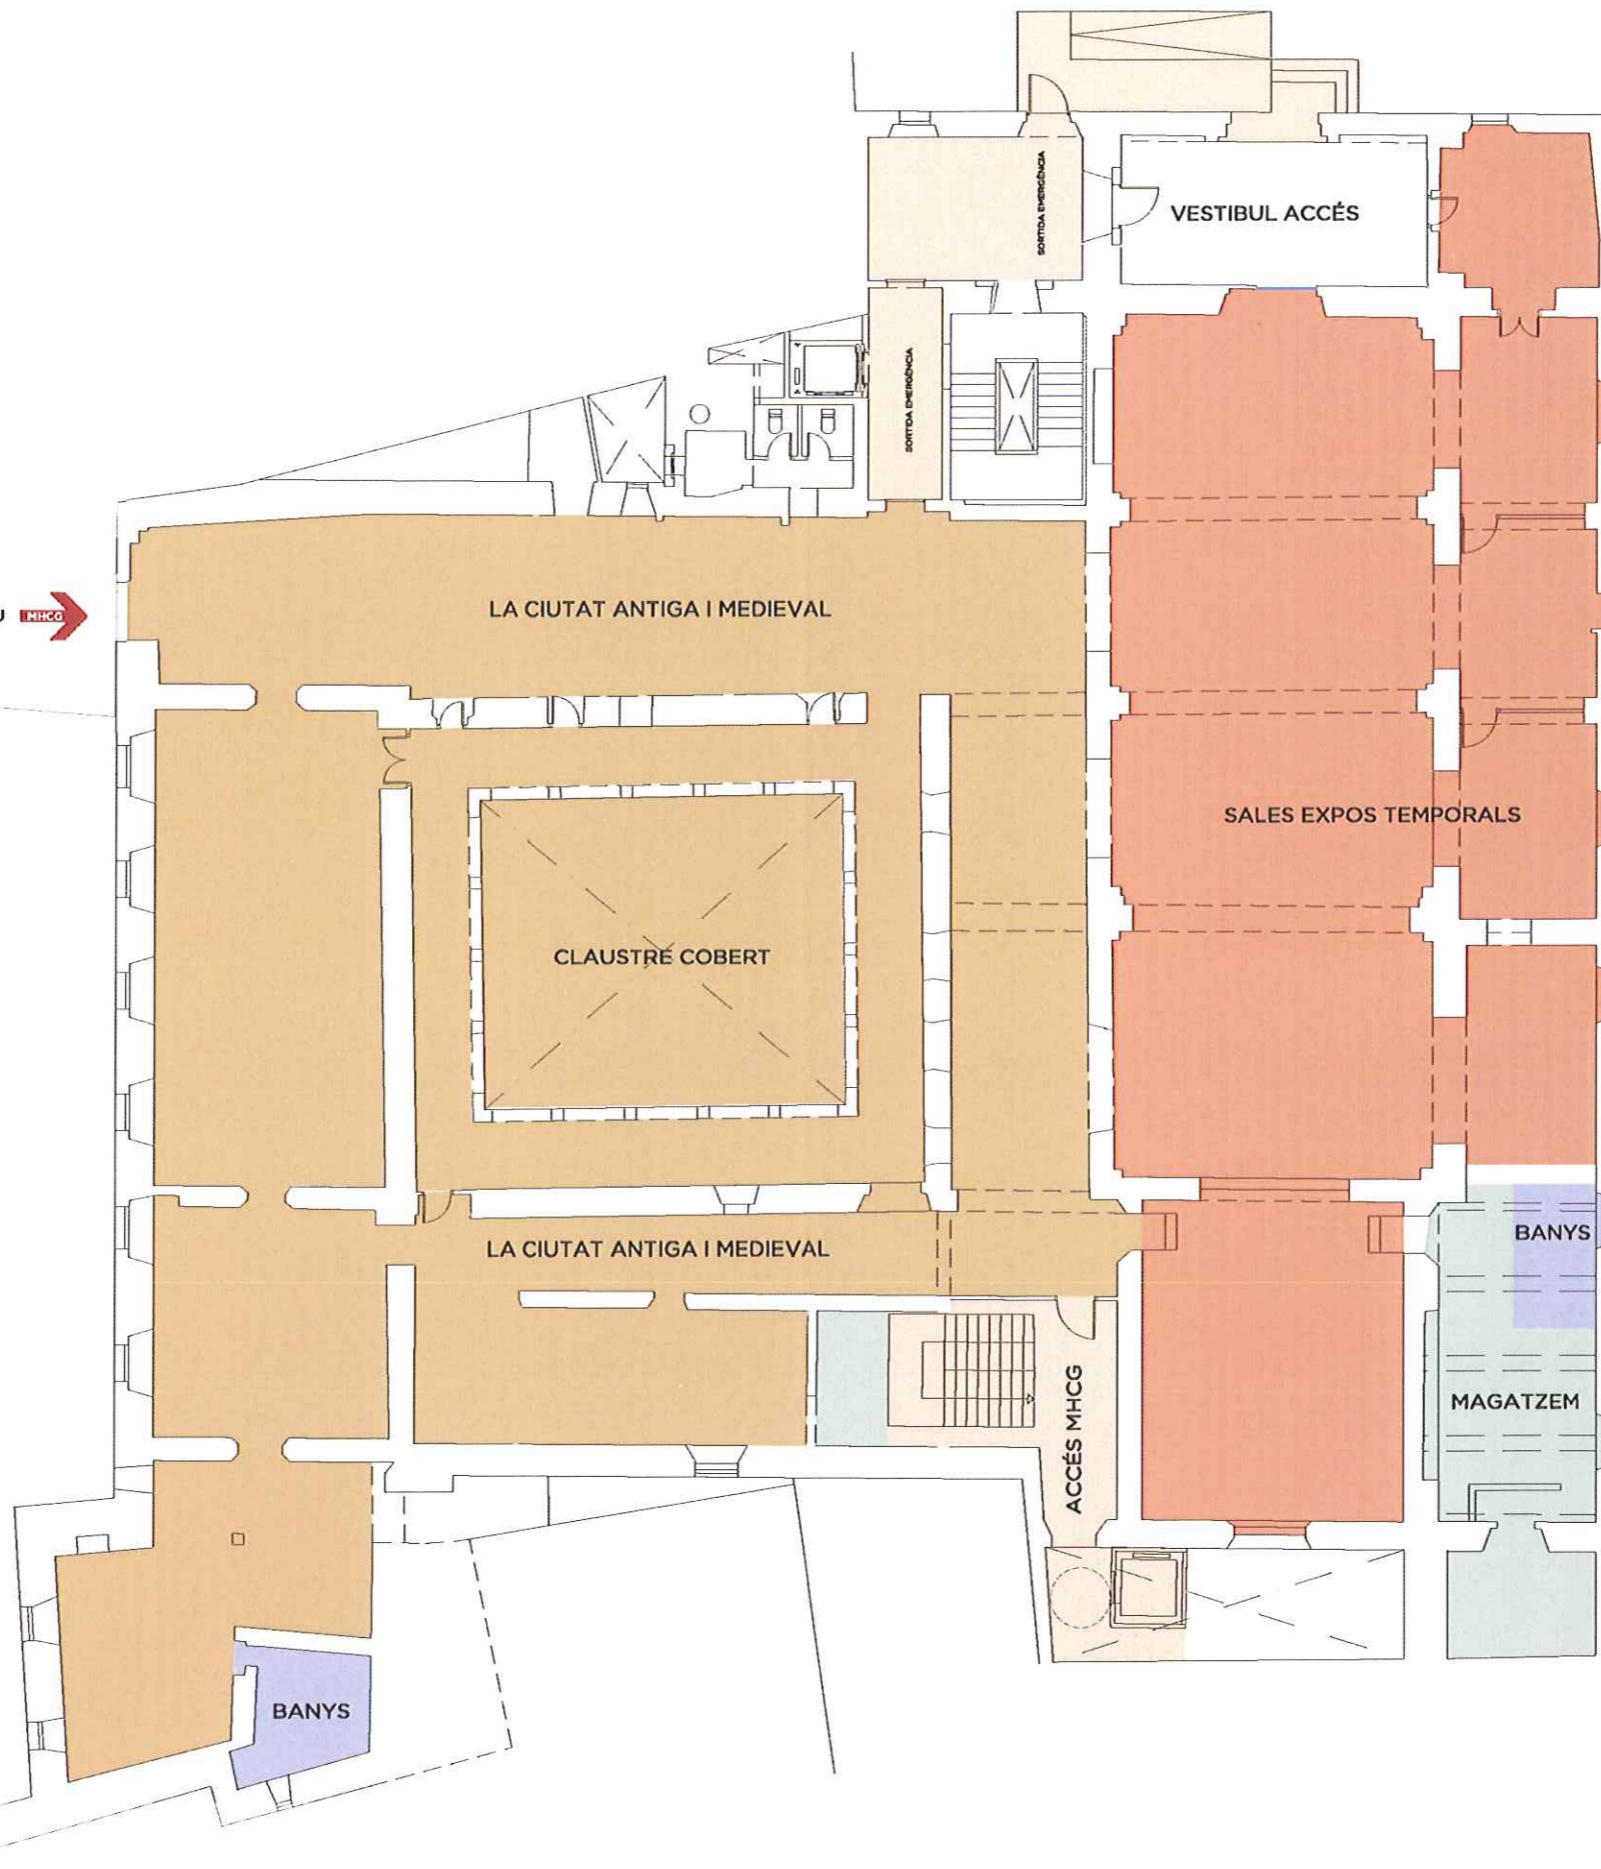 SORTIDA EMERGÈNCIA
VESTIBUL ACCÉS
SORTIDA EMERGÈNCIA
U MHCG
LA CIUTAT ANTIGA I MEDIEVAL
SALES EXPOS TEMPORALS
CLAUSTRE COBERT
BANYS
LA CIUTAT ANTIGA I MEDIEVAL
ACCÉS MHCG
MAGATZEM
BANYS